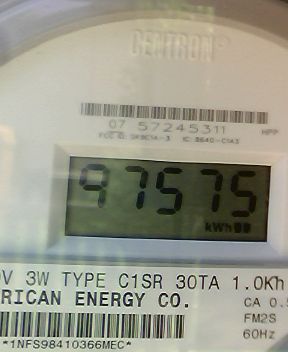 CENTRON®
07 57245311 HPP
97575
kWh
V 3W TYPE C1SR 30TA 1.0Kh
RICAN ENERGY CO. CA 0.5
FM2S
60Hz
*1NFS98410366MEC*